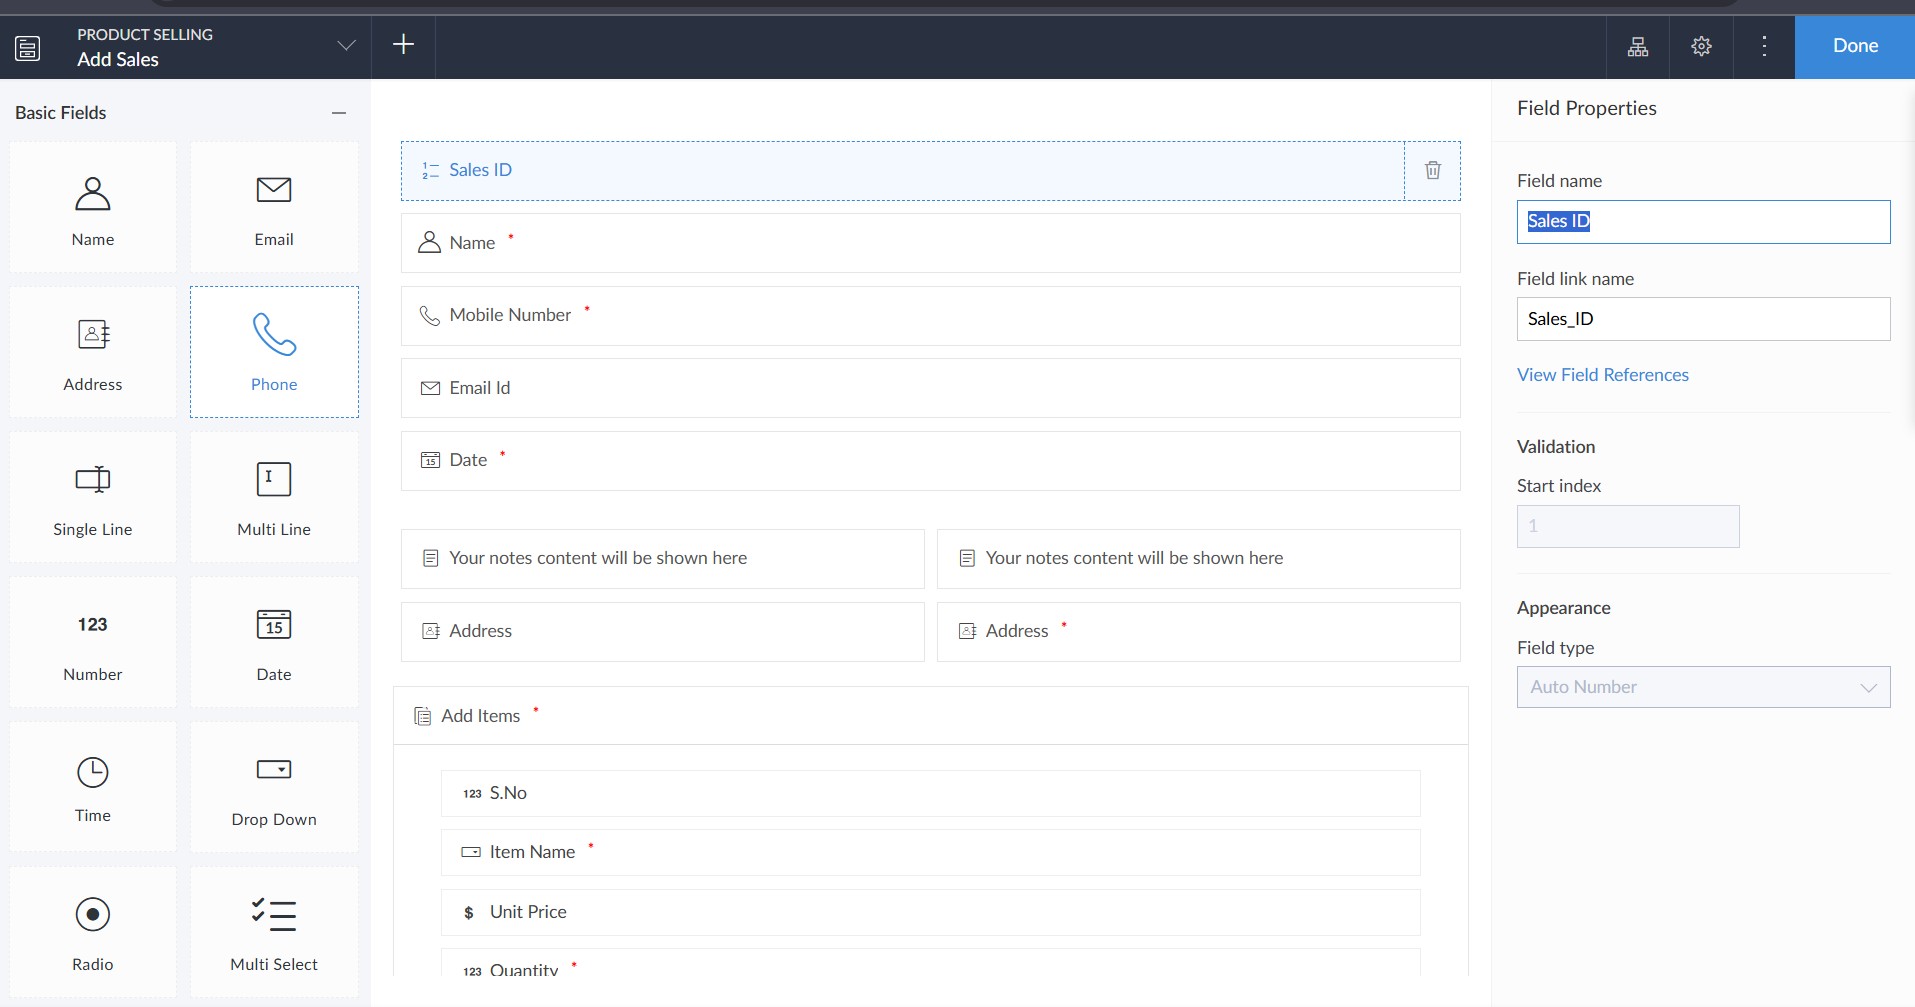 PRODUCT SELLING
Add Sales
Done
Basic Fields
Name
Email
Address
Phone
Single Line
Multi Line
123
Number
15
Date
Time
Drop Down
Radio
Multi Select
Sales ID
Name *
Mobile Number *
Email Id
15 Date *
Your notes content will be shown here
Your notes content will be shown here
Address
Address *
Add Items *
123 S.No
Item Name *
$ Unit Price
123 Quantity *
Field Properties
Field name
Sales ID
Field link name
Sales_ID
View Field References
Validation
Start index
1
Appearance
Field type
Auto Number